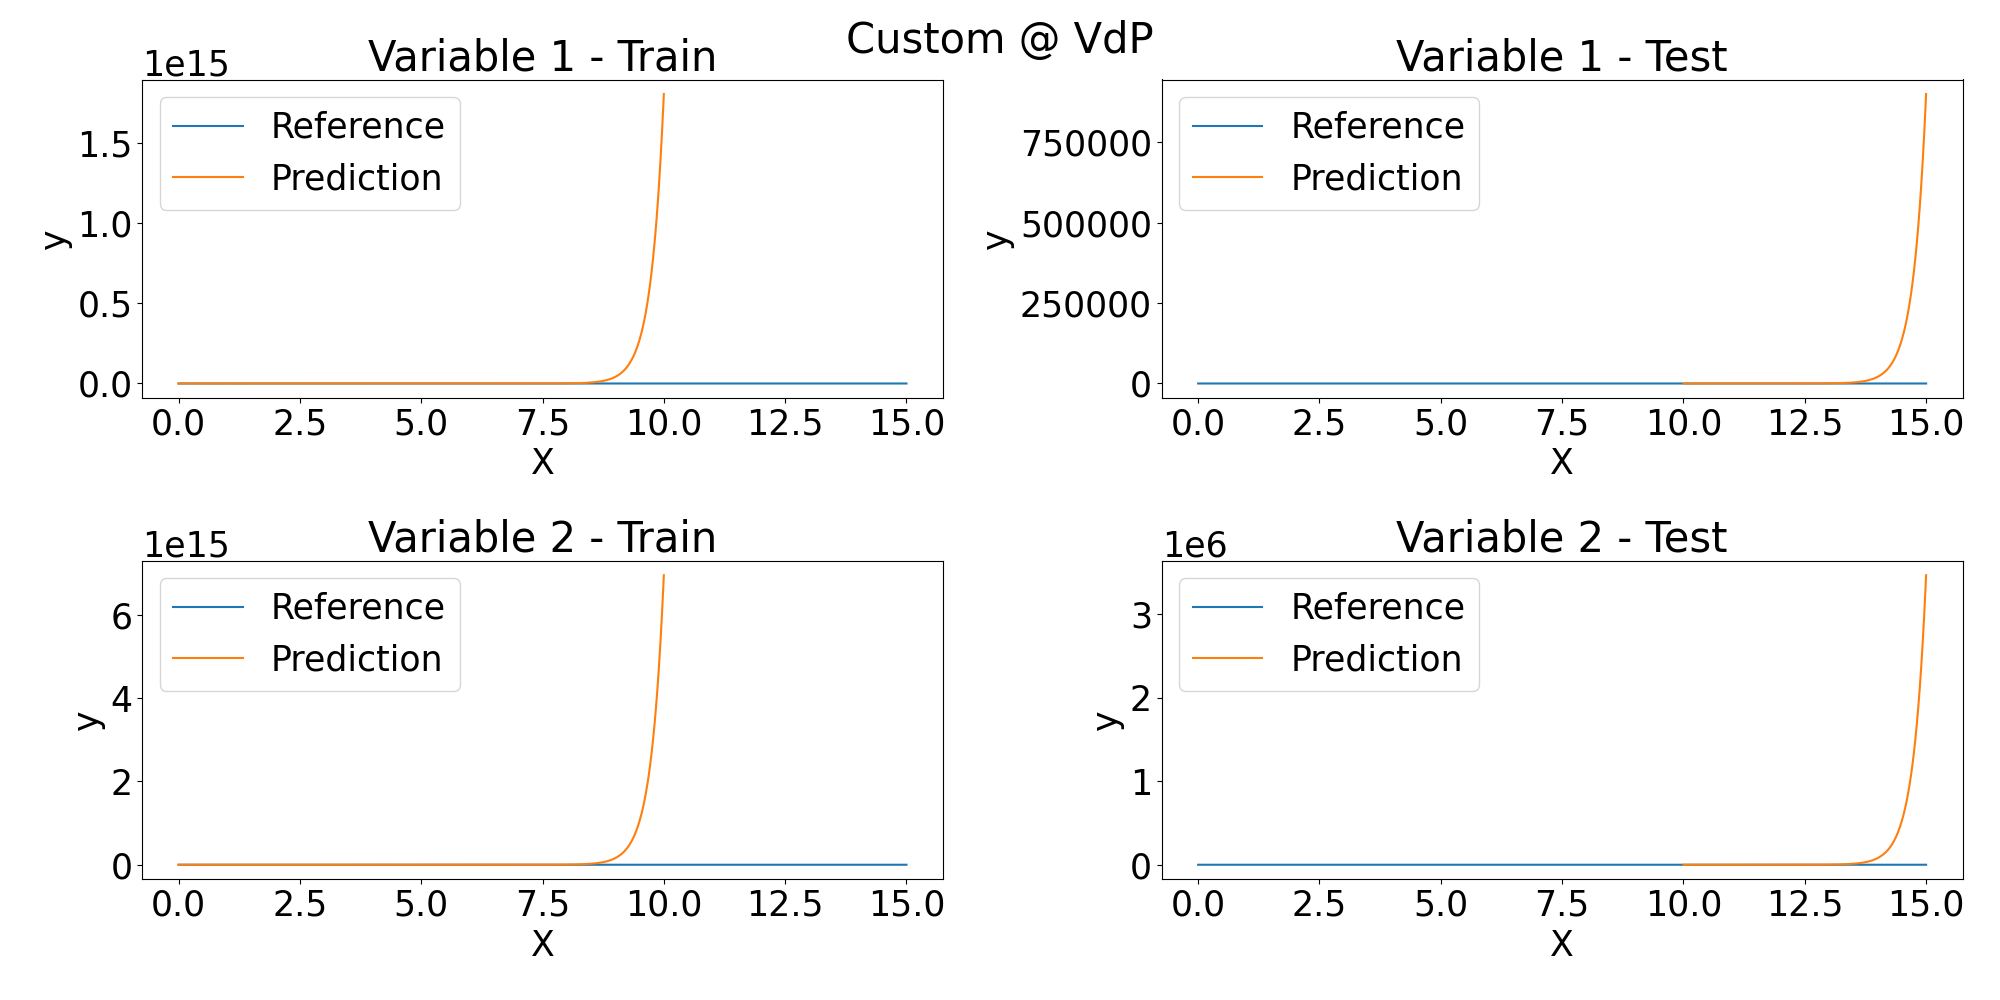 Custom @ VdP
Variable 1 - Train
1e15
Reference
Prediction
y
1.5
1.0
0.5
0.0
0.0 2.5 5.0 7.5 10.0 12.5 15.0
X
Variable 1 - Test
Reference
Prediction
y
750000
500000
250000
0
0.0 2.5 5.0 7.5 10.0 12.5 15.0
X
Variable 2 - Train
1e15
Reference
Prediction
y
6
4
2
0
0.0 2.5 5.0 7.5 10.0 12.5 15.0
X
Variable 2 - Test
1e6
Reference
Prediction
y
3
2
1
0
0.0 2.5 5.0 7.5 10.0 12.5 15.0
X